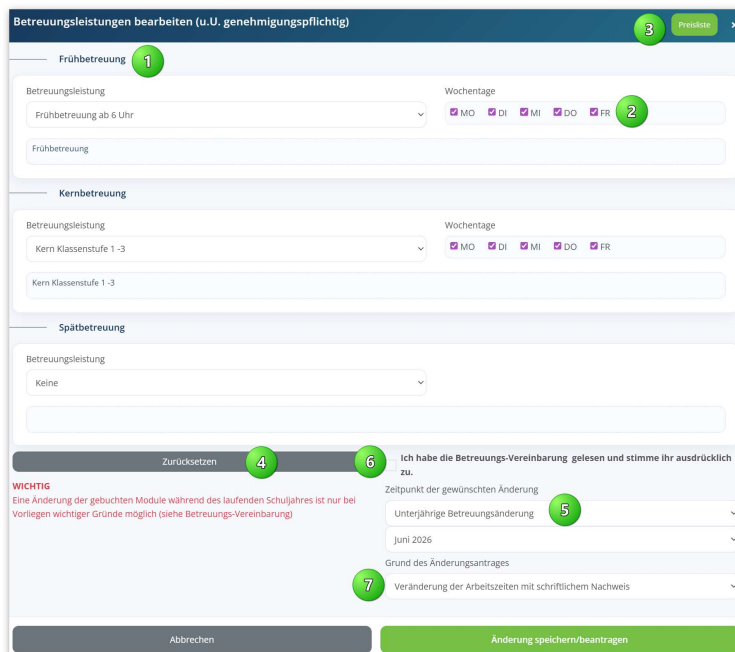 Betreuungsleistungen bearbeiten (u.U. genehmigungspflichtig)
3
Preisliste
×
Frühbetreuung
1
Betreuungsleistung
Wochentage
Frühbetreuung ab 6 Uhr
MO DI MI DO FR
2
Frühbetreuung
Kernbetreuung
Betreuungsleistung
Wochentage
Kern Klassenstufe 1 -3
MO DI MI DO FR
Kern Klassenstufe 1 -3
Spätbetreuung
Betreuungsleistung
Keine
Zurücksetzen
4
WICHTIG
Eine Änderung der gebuchten Module während des laufenden Schuljahres ist nur bei
Vorliegen wichtiger Gründe möglich (siehe Betreuungs-Vereinbarung)
6
Ich habe die Betreuungs-Vereinbarung gelesen und stimme ihr ausdrücklich
zu.
Zeitpunkt der gewünschten Änderung
Unterjährige Betreuungsänderung
5
Juni 2026
Grund des Änderungsantrages
7
Veränderung der Arbeitszeiten mit schriftlichem Nachweis
Abbrechen
Änderung speichern/beantragen